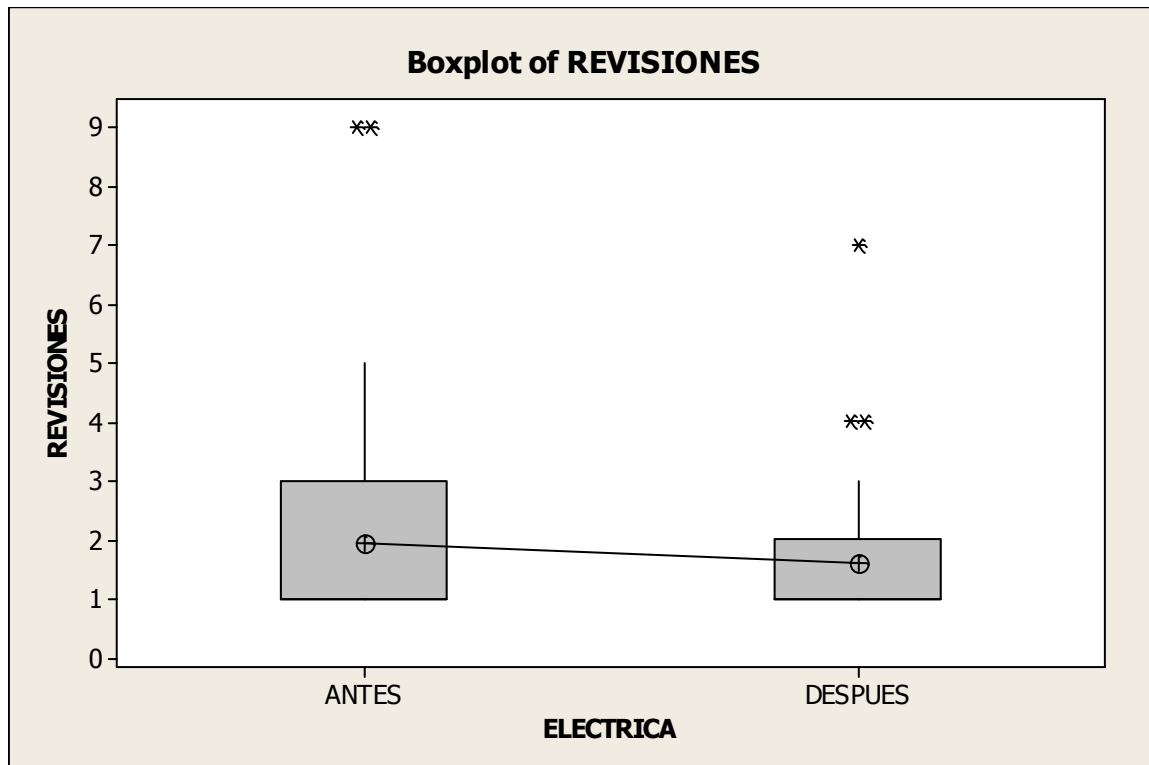 Boxplot of REVISIONES
9
8
7
6
5
4
3
2
1
0
REVISIONES
ANTES
DESPUES
ELECTRICA